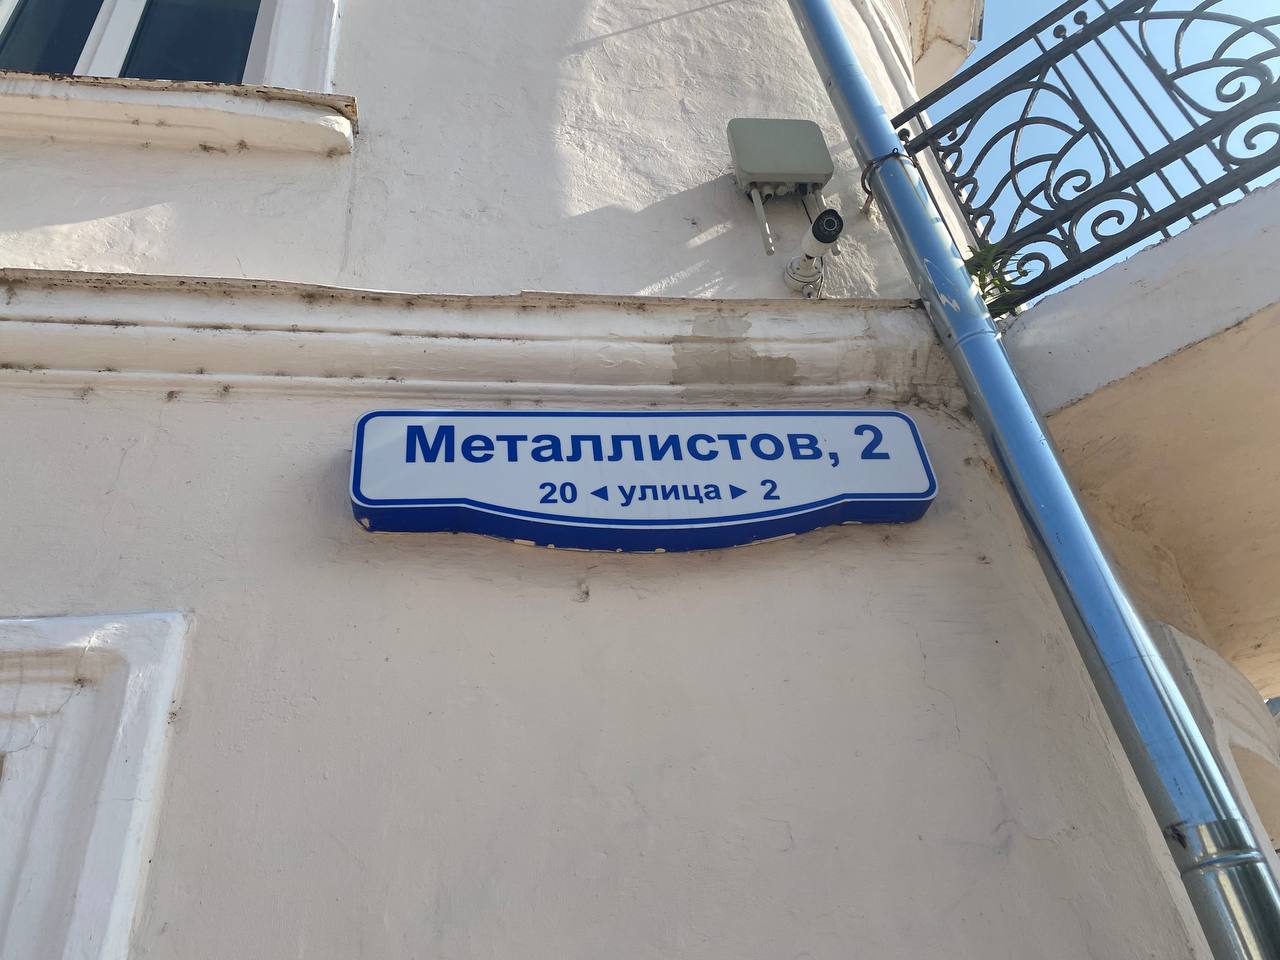 Металлистов, 2
20 ◄ улица ► 2